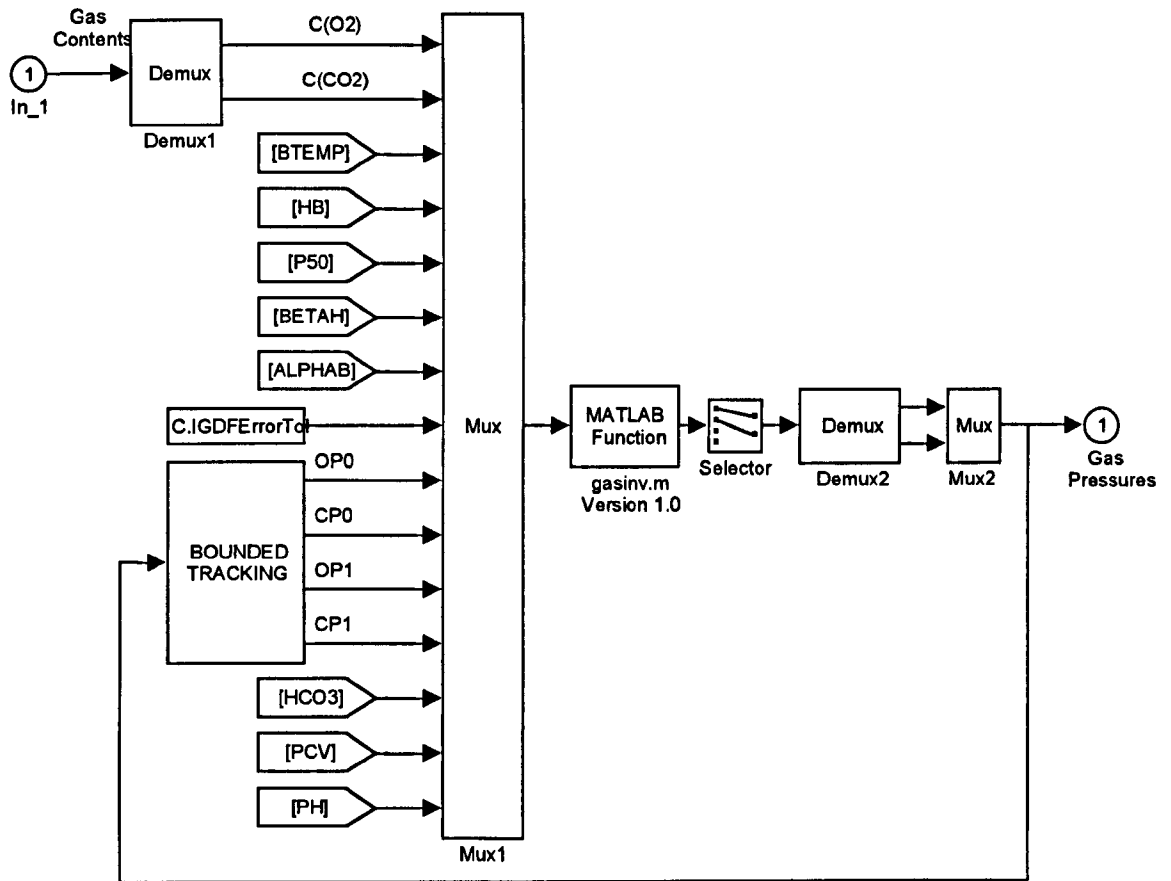 Gas
Contents
1
In_1
Demux
Demux1
C(O2)
C(CO2)
[BTEMP]
[HB]
[P50]
[BETAH]
[ALPHAB]
C.IGDFErrorTol
BOUNDED
TRACKING
OP0
CP0
OP1
CP1
[HCO3]
[PCV]
[PH]
Mux
Mux1
MATLAB
Function
gasinv.m
Version 1.0
Selector
Demux
Demux2
Mux
Mux2
1
Gas
Pressures